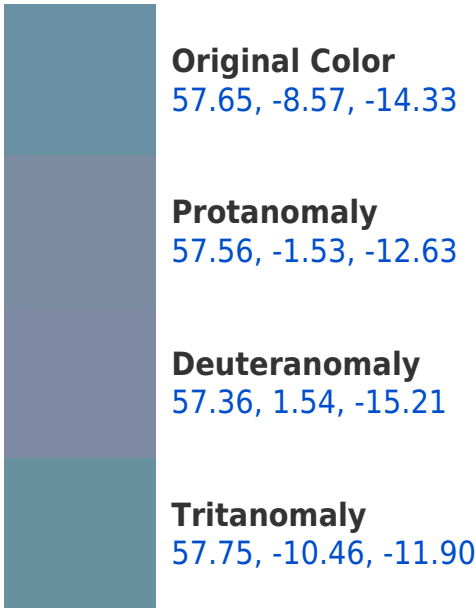 Original Color
57.65, -8.57, -14.33
Protanomaly
57.56, -1.53, -12.63
Deuteranomaly
57.36, 1.54, -15.21
Tritanomaly
57.75, -10.46, -11.90